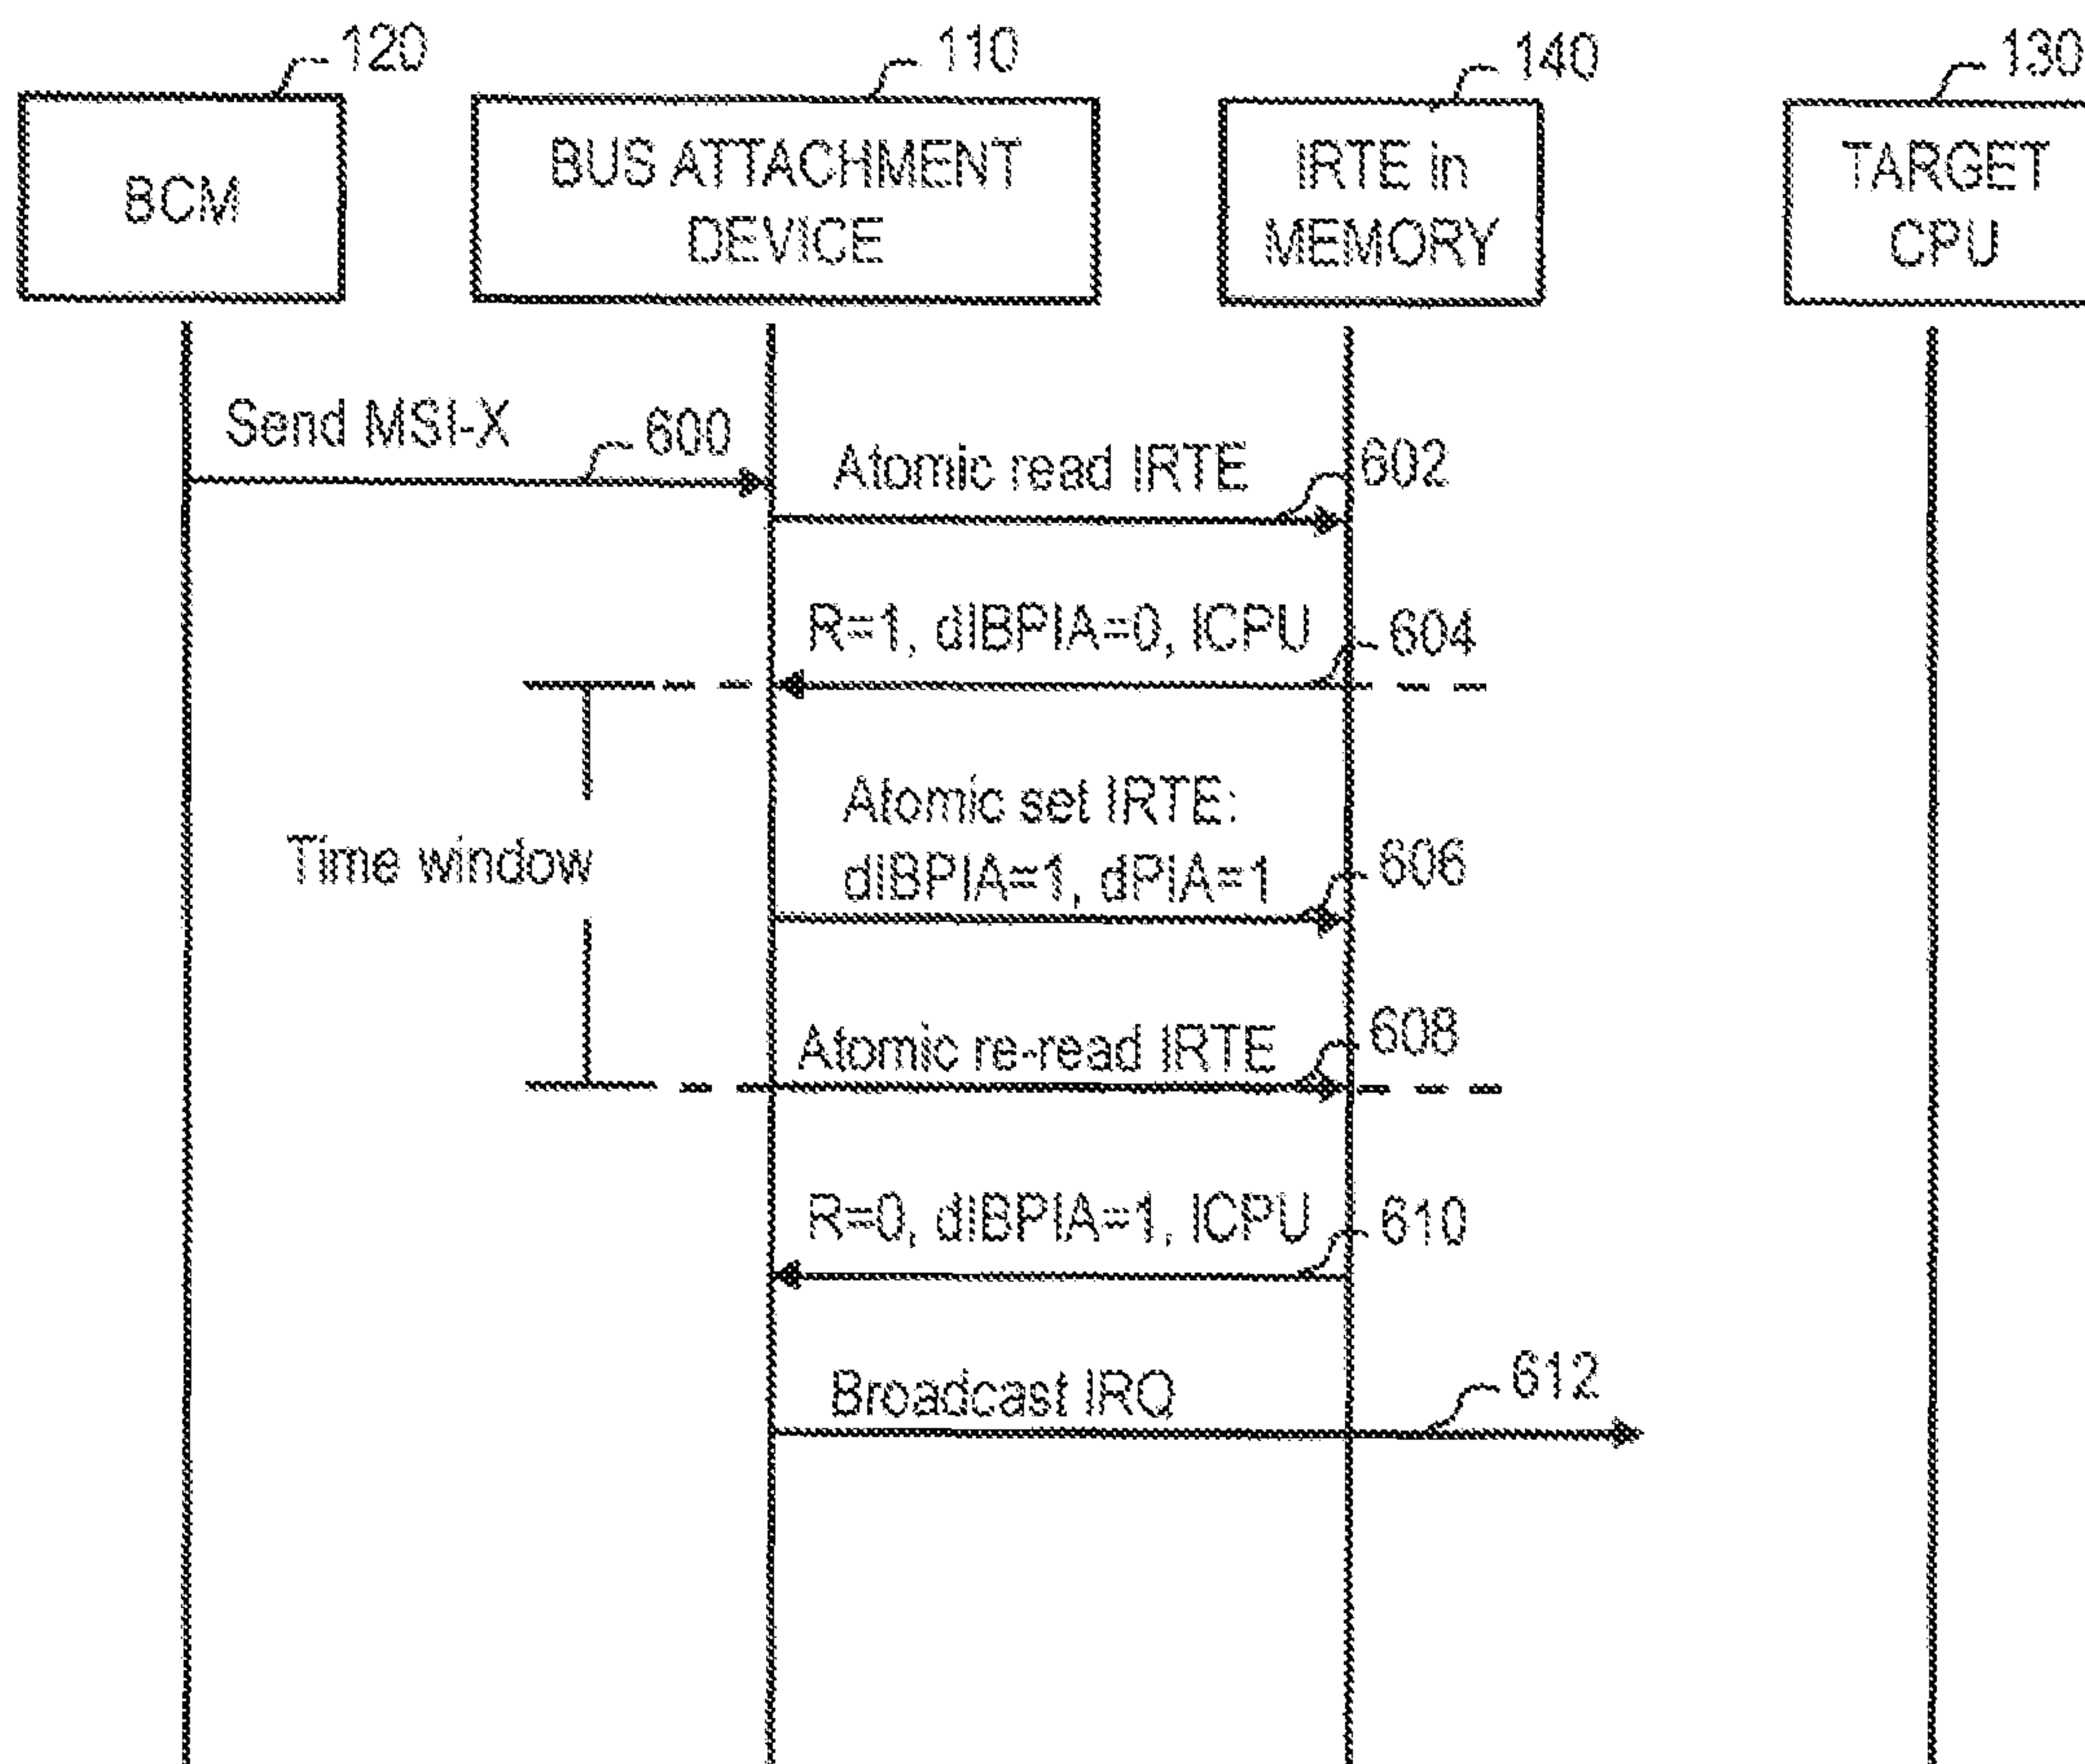 120
110
140
130
BCM
BUS ATTACHMENT
DEVICE
IRTE in
MEMORY
TARGET
CPU
Send MSI-X
600
Atomic read IRTE
602
R=1, dIBPIA=0, ICPU
604
Atomic set IRTE:
dIBPIA=1, dPIA=1
606
Time window
Atomic re-read IRTE
608
R=0, dIBPIA=1, ICPU
610
Broadcast IRQ
612